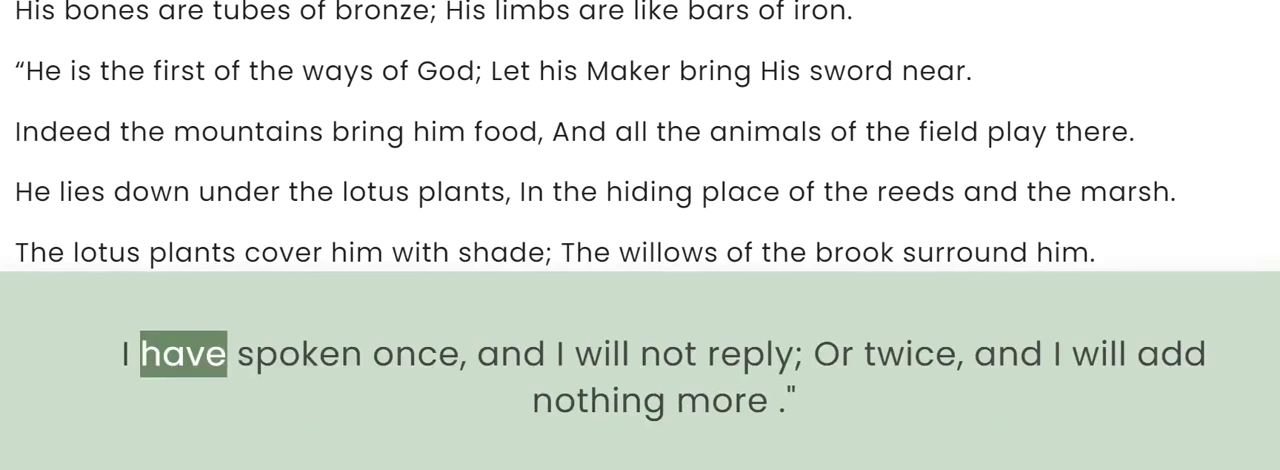 His bones are tubes of bronze; His limbs are like bars of iron.
“He is the first of the ways of God; Let his Maker bring His sword near.
Indeed the mountains bring him food, And all the animals of the field play there.
He lies down under the lotus plants, In the hiding place of the reeds and the marsh.
The lotus plants cover him with shade; The willows of the brook surround him.
I have spoken once, and I will not reply; Or twice, and I will add
nothing more ."